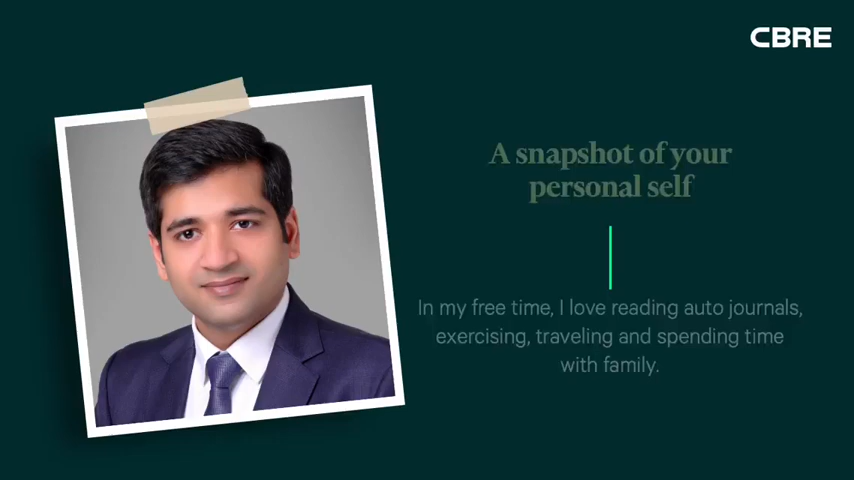 CBRE
A snapshot of your
personal self
In my free time, I love reading auto journals,
exercising, traveling and spending time
with family.